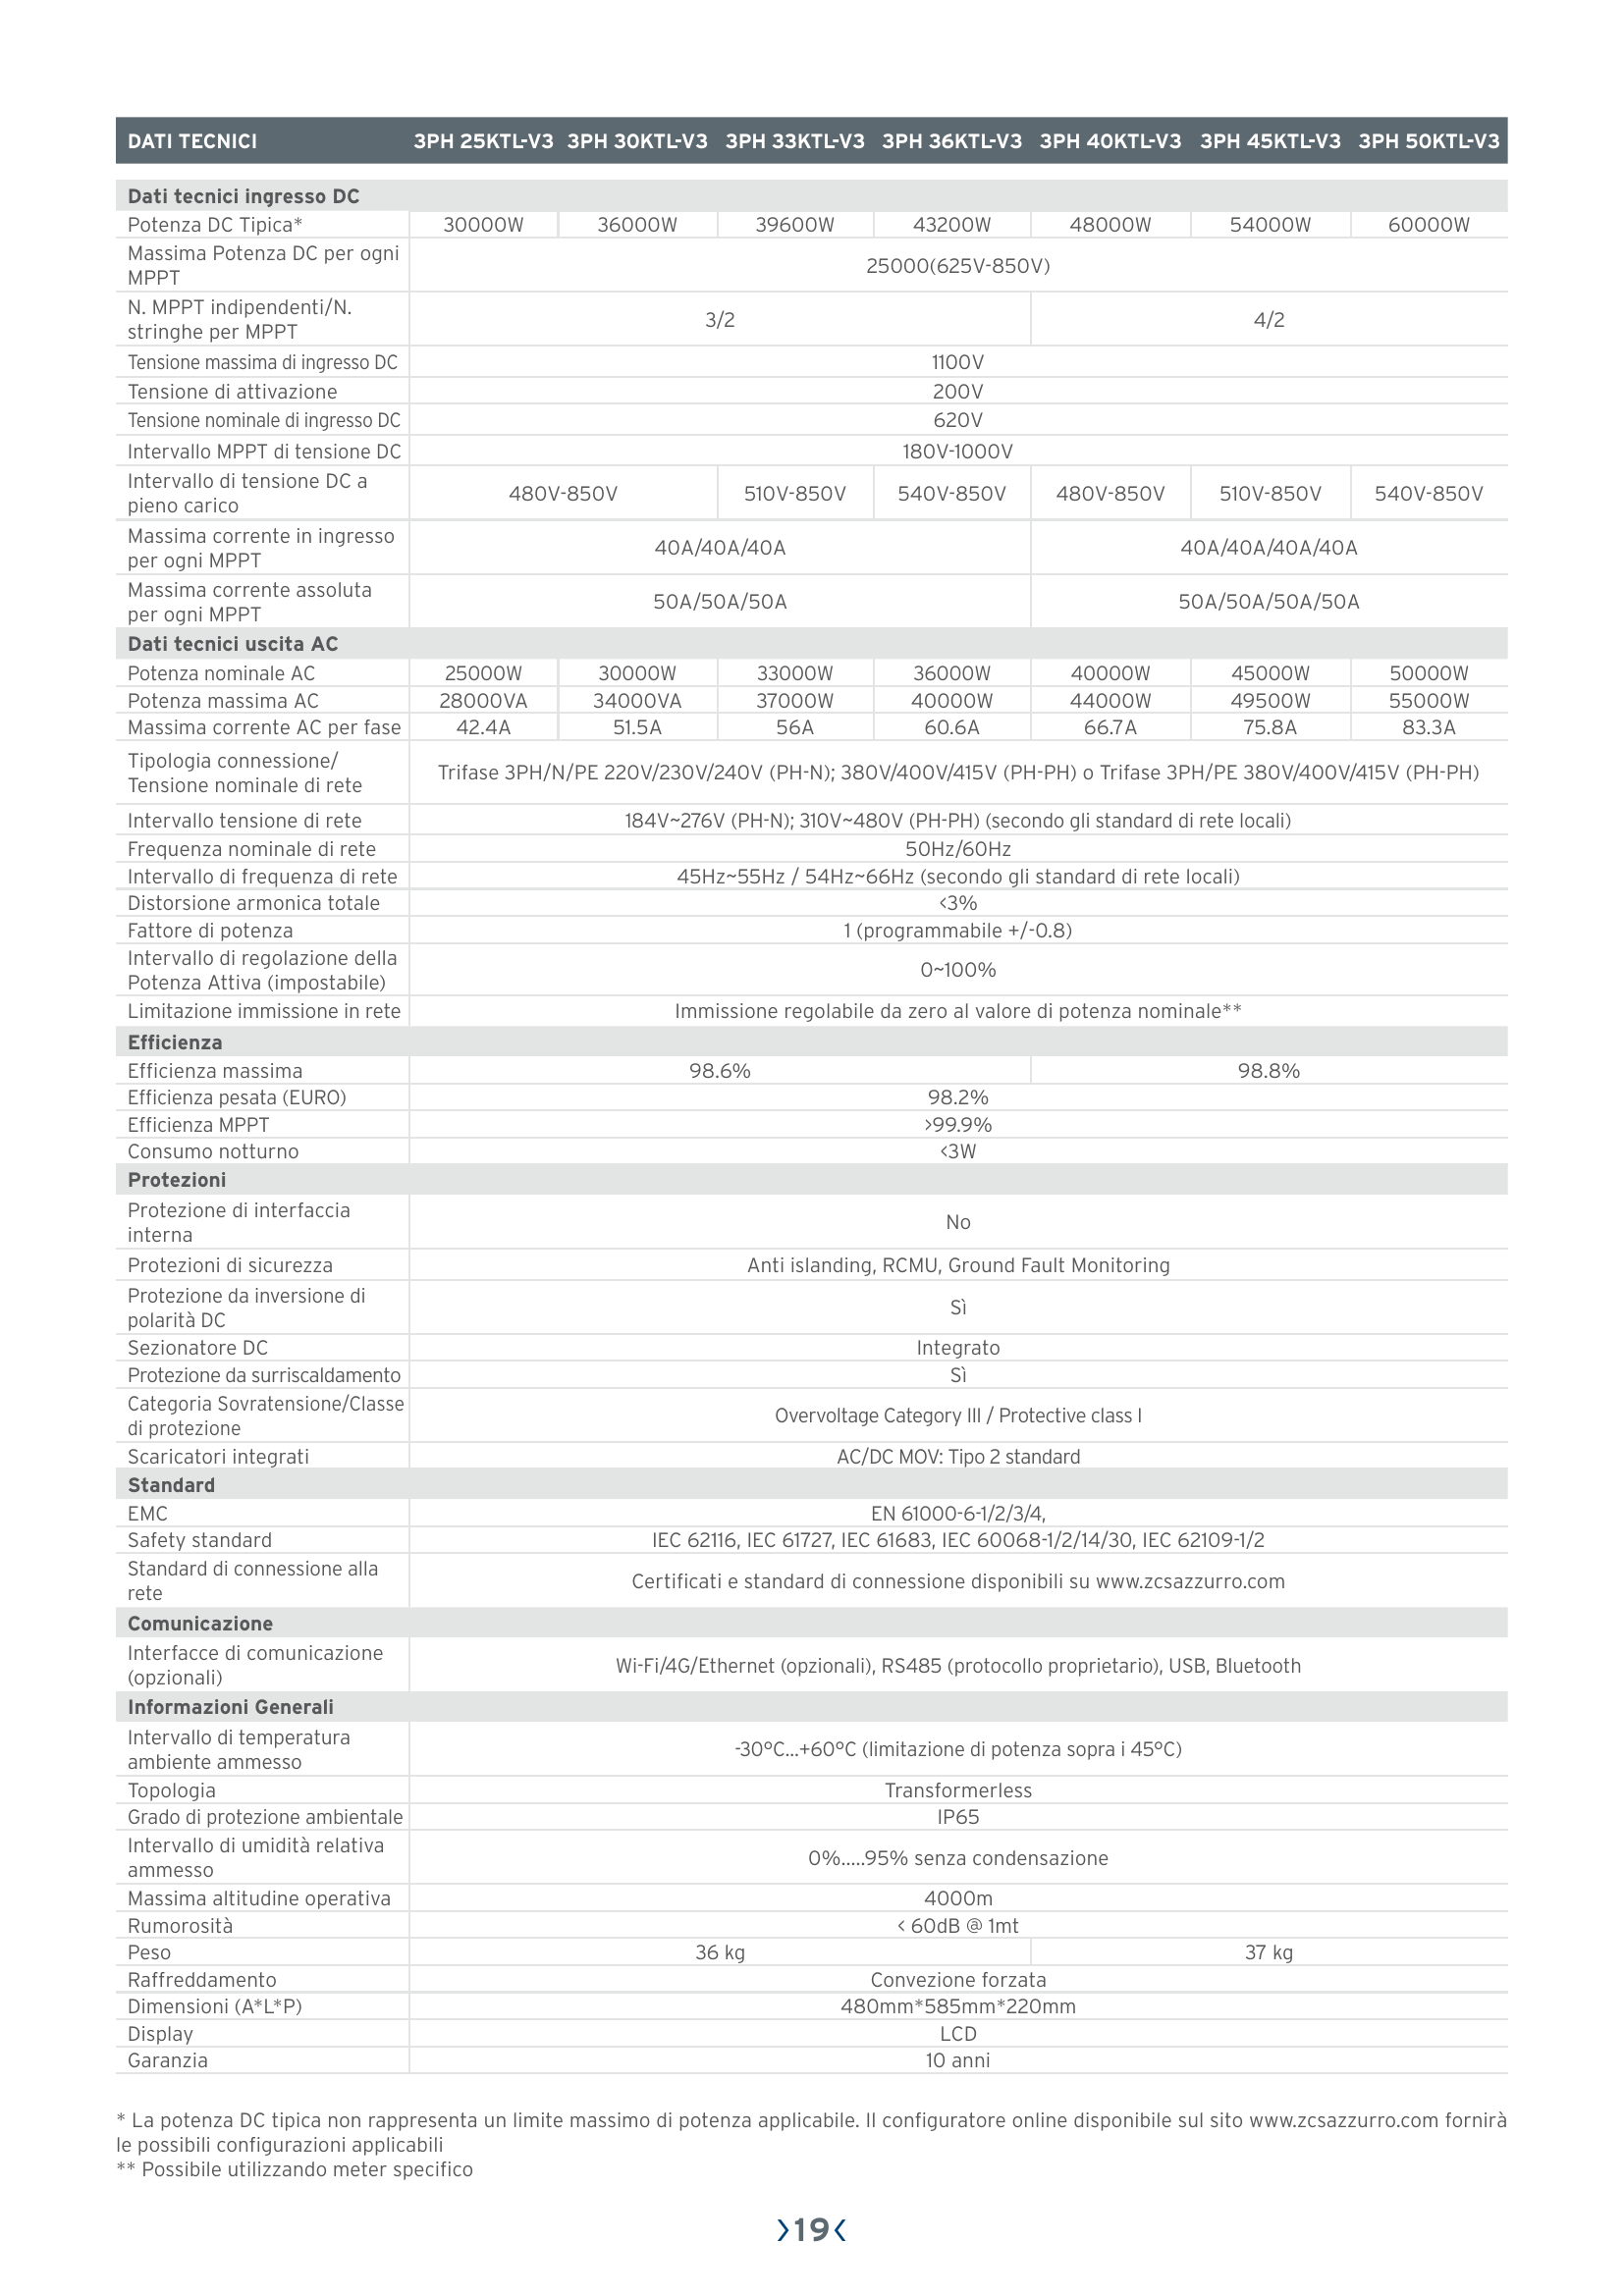 DATI TECNICI 3PH 25KTL-V3 3PH 30KTL-V3 3PH 33KTL-V3 3PH 36KTL-V3 3PH 40KTL-V3 3PH 45KTL-V3 3PH 50KTL-V3
Dati tecnici ingresso DC
Potenza DC Tipica* 30000W 36000W 39600W 43200W 48000W 54000W 60000W
Massima Potenza DC per ogni
MPPT
25000(625V-850V)
N. MPPT indipendenti/N.
stringhe per MPPT
3/2 4/2
Tensione massima di ingresso DC 1100V
Tensione di attivazione 200V
Tensione nominale di ingresso DC 620V
Intervallo MPPT di tensione DC 180V-1000V
Intervallo di tensione DC a
pieno carico
480V-850V 510V-850V 540V-850V 480V-850V 510V-850V 540V-850V
Massima corrente in ingresso
per ogni MPPT
40A/40A/40A 40A/40A/40A/40A
Massima corrente assoluta
per ogni MPPT
50A/50A/50A 50A/50A/50A/50A
Dati tecnici uscita AC
Potenza nominale AC 25000W 30000W 33000W 36000W 40000W 45000W 50000W
Potenza massima AC 28000VA 34000VA 37000W 40000W 44000W 49500W 55000W
Massima corrente AC per fase 42.4A 51.5A 56A 60.6A 66.7A 75.8A 83.3A
Tipologia connessione/
Tensione nominale di rete
Trifase 3PH/N/PE 220V/230V/240V (PH-N); 380V/400V/415V (PH-PH) o Trifase 3PH/PE 380V/400V/415V (PH-PH)
Intervallo tensione di rete 184V~276V (PH-N); 310V~480V (PH-PH) (secondo gli standard di rete locali)
Frequenza nominale di rete 50Hz/60Hz
Intervallo di frequenza di rete 45Hz~55Hz / 54Hz~66Hz (secondo gli standard di rete locali)
Distorsione armonica totale <3%
Fattore di potenza 1 (programmabile +/-0.8)
Intervallo di regolazione della
Potenza Attiva (impostabile)
0~100%
Limitazione immissione in rete Immissione regolabile da zero al valore di potenza nominale**
Efficienza
Efficienza massima 98.6% 98.8%
Efficienza pesata (EURO) 98.2%
Efficienza MPPT >99.9%
Consumo notturno <3W
Protezioni
Protezione di interfaccia
interna
No
Protezioni di sicurezza Anti islanding, RCMU, Ground Fault Monitoring
Protezione da inversione di
polarità DC
Sì
Sezionatore DC Integrato
Protezione da surriscaldamento Sì
Categoria Sovratensione/Classe
di protezione
Overvoltage Category III / Protective class I
Scaricatori integrati AC/DC MOV: Tipo 2 standard
Standard
EMC EN 61000-6-1/2/3/4,
Safety standard IEC 62116, IEC 61727, IEC 61683, IEC 60068-1/2/14/30, IEC 62109-1/2
Standard di connessione alla
rete
Certificati e standard di connessione disponibili su www.zcsazzurro.com
Comunicazione
Interfacce di comunicazione
(opzionali)
Wi-Fi/4G/Ethernet (opzionali), RS485 (protocollo proprietario), USB, Bluetooth
Informazioni Generali
Intervallo di temperatura
ambiente ammesso
-30°C...+60°C (limitazione di potenza sopra i 45°C)
Topologia Transformerless
Grado di protezione ambientale IP65
Intervallo di umidità relativa
ammesso
0%.....95% senza condensazione
Massima altitudine operativa 4000m
Rumorosità < 60dB @ 1mt
Peso 36 kg 37 kg
Raffreddamento Convezione forzata
Dimensioni (A*L*P) 480mm*585mm*220mm
Display LCD
Garanzia 10 anni
* La potenza DC tipica non rappresenta un limite massimo di potenza applicabile. Il configuratore online disponibile sul sito www.zcsazzurro.com fornirà
le possibili configurazioni applicabili
** Possibile utilizzando meter specifico
19